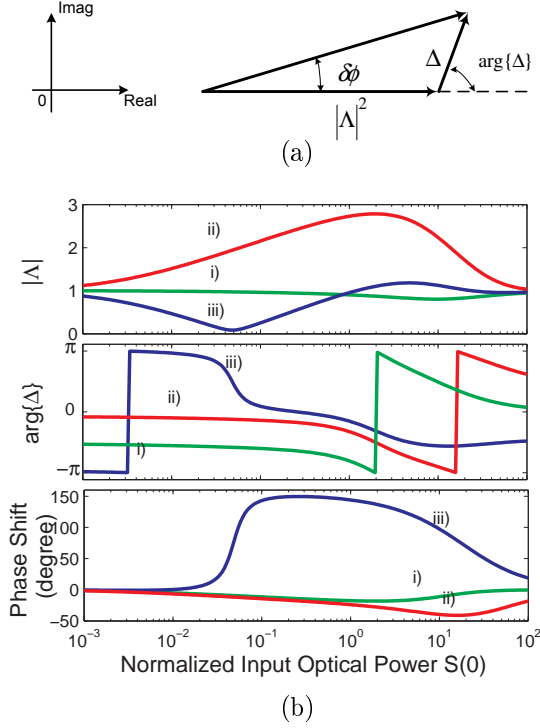 Imag
0
Real
δϕ
Δ
arg{Δ}
|Λ|²
(a)
3
2
1
0
|Λ|
ii)
i)
iii)
π
0
−π
arg{Δ}
iii)
ii)
i)
150
100
50
0
-50
Phase Shift
(degree)
iii)
i)
ii)
10⁻³
10⁻²
10⁻¹
10⁰
10¹
10²
Normalized Input Optical Power S(0)
(b)